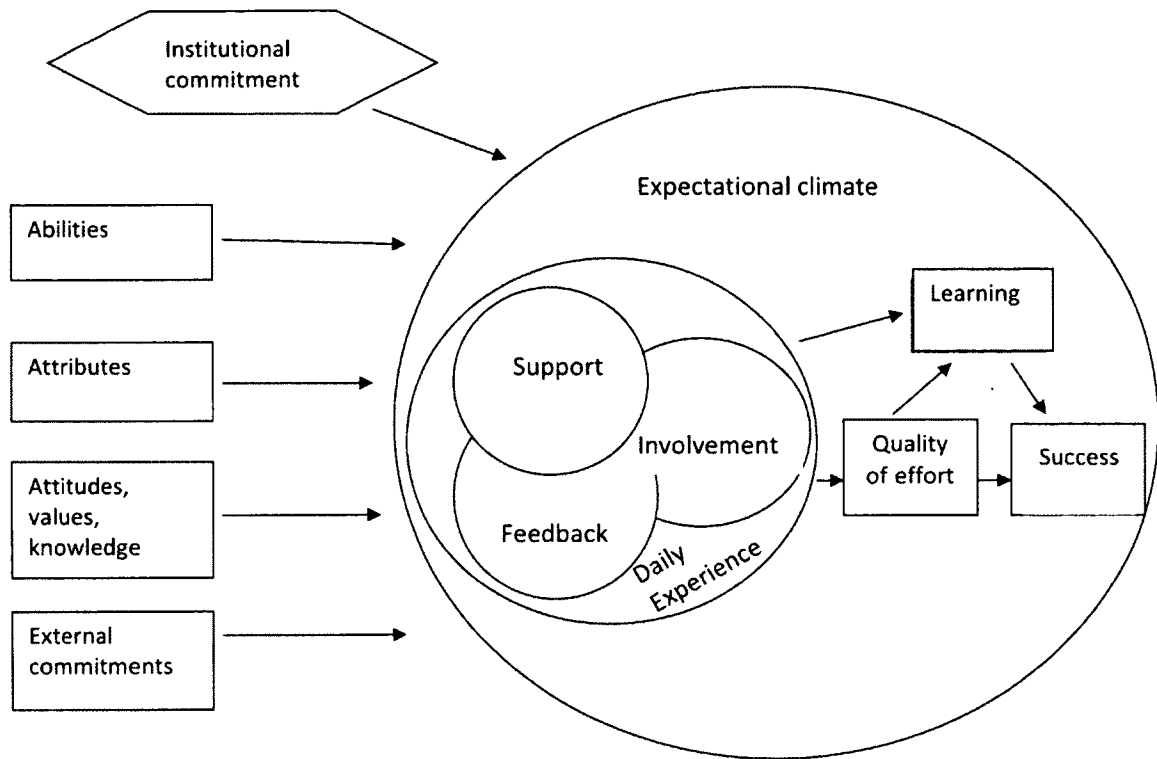 Institutional
commitment
Expectational climate
Abilities
Learning
Attributes
Support
Involvement
Quality
of effort
Success
Attitudes,
values,
knowledge
Feedback
Daily
Experience
External
commitments